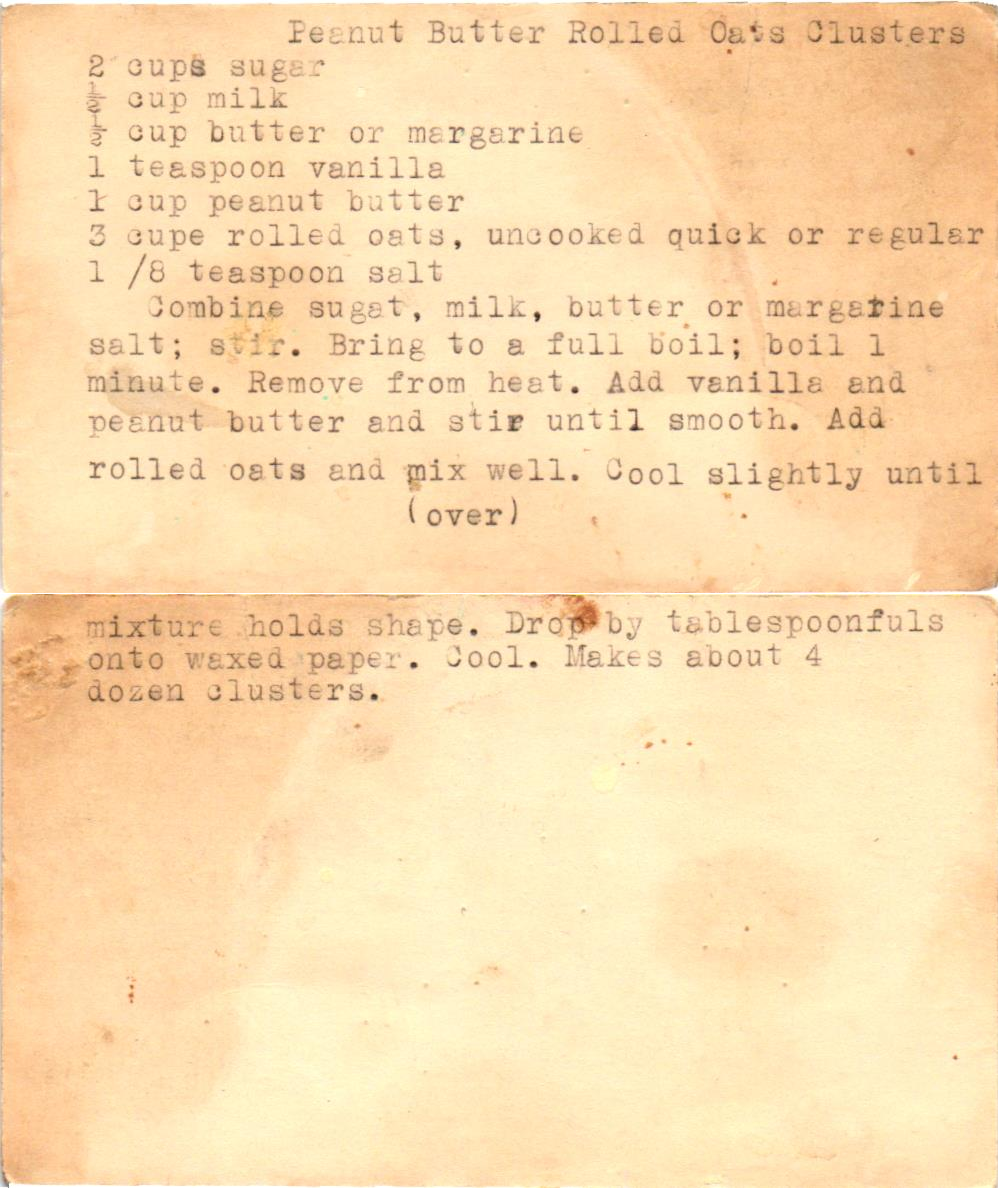 Peanut Butter Rolled Oats Clusters
2 cups sugar
½ cup milk
½ cup butter or margarine
1 teaspoon vanilla
1 cup peanut butter
3 cupe rolled oats, uncooked quick or regular
1 /8 teaspoon salt
Combine sugat, milk, butter or margarine
salt; stir. Bring to a full boil; boil 1
minute. Remove from heat. Add vanilla and
peanut butter and stir until smooth. Add
rolled oats and mix well. Cool slightly until
(over)
mixture holds shape. Drop by tablespoonfuls
onto waxed paper. Cool. Makes about 4
dozen clusters.